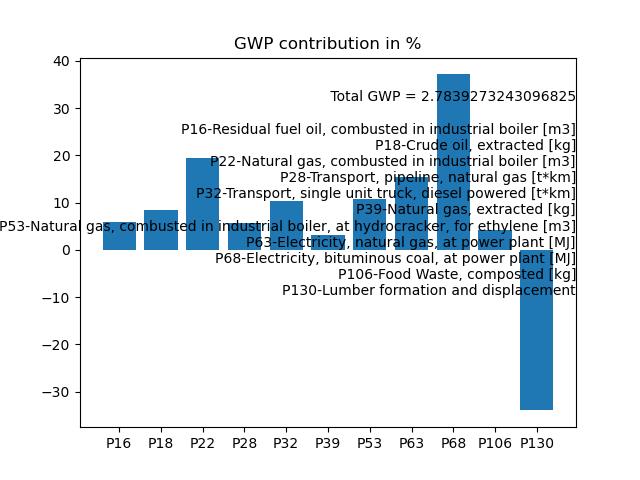 GWP contribution in %
40
30
20
10
0
−10
−20
−30
Total GWP = 2.7839273243096825
P16-Residual fuel oil, combusted in industrial boiler [m3]
P18-Crude oil, extracted [kg]
P22-Natural gas, combusted in industrial boiler [m3]
P28-Transport, pipeline, natural gas [t*km]
P32-Transport, single unit truck, diesel powered [t*km]
P39-Natural gas, extracted [kg]
P53-Natural gas, combusted in industrial boiler, at hydrocracker, for ethylene [m3]
P63-Electricity, natural gas, at power plant [MJ]
P68-Electricity, bituminous coal, at power plant [MJ]
P106-Food Waste, composted [kg]
P130-Lumber formation and displacement
P16 P18 P22 P28 P32 P39 P53 P63 P68 P106 P130